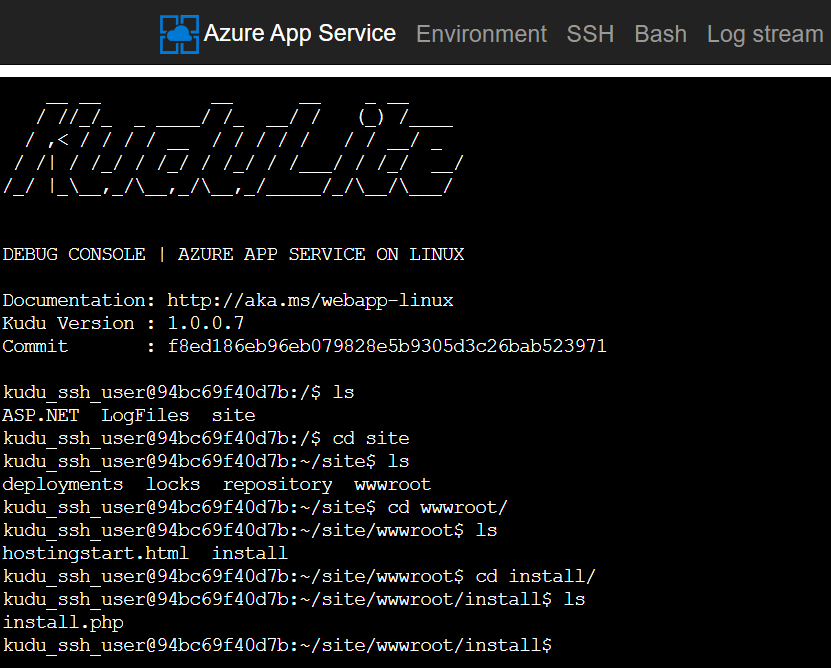 Azure App Service Environment SSH Bash Log stream
KuduLite
DEBUG CONSOLE | AZURE APP SERVICE ON LINUX
Documentation: http://aka.ms/webapp-linux
Kudu Version : 1.0.0.7
Commit       : f8ed186eb96eb079828e5b9305d3c26bab523971
kudu_ssh_user@94bc69f40d7b:/$ ls
ASP.NET  LogFiles  site
kudu_ssh_user@94bc69f40d7b:/$ cd site
kudu_ssh_user@94bc69f40d7b:~/site$ ls
deployments  locks  repository  wwwroot
kudu_ssh_user@94bc69f40d7b:~/site$ cd wwwroot/
kudu_ssh_user@94bc69f40d7b:~/site/wwwroot$ ls
hostingstart.html  install
kudu_ssh_user@94bc69f40d7b:~/site/wwwroot$ cd install/
kudu_ssh_user@94bc69f40d7b:~/site/wwwroot/install$ ls
install.php
kudu_ssh_user@94bc69f40d7b:~/site/wwwroot/install$